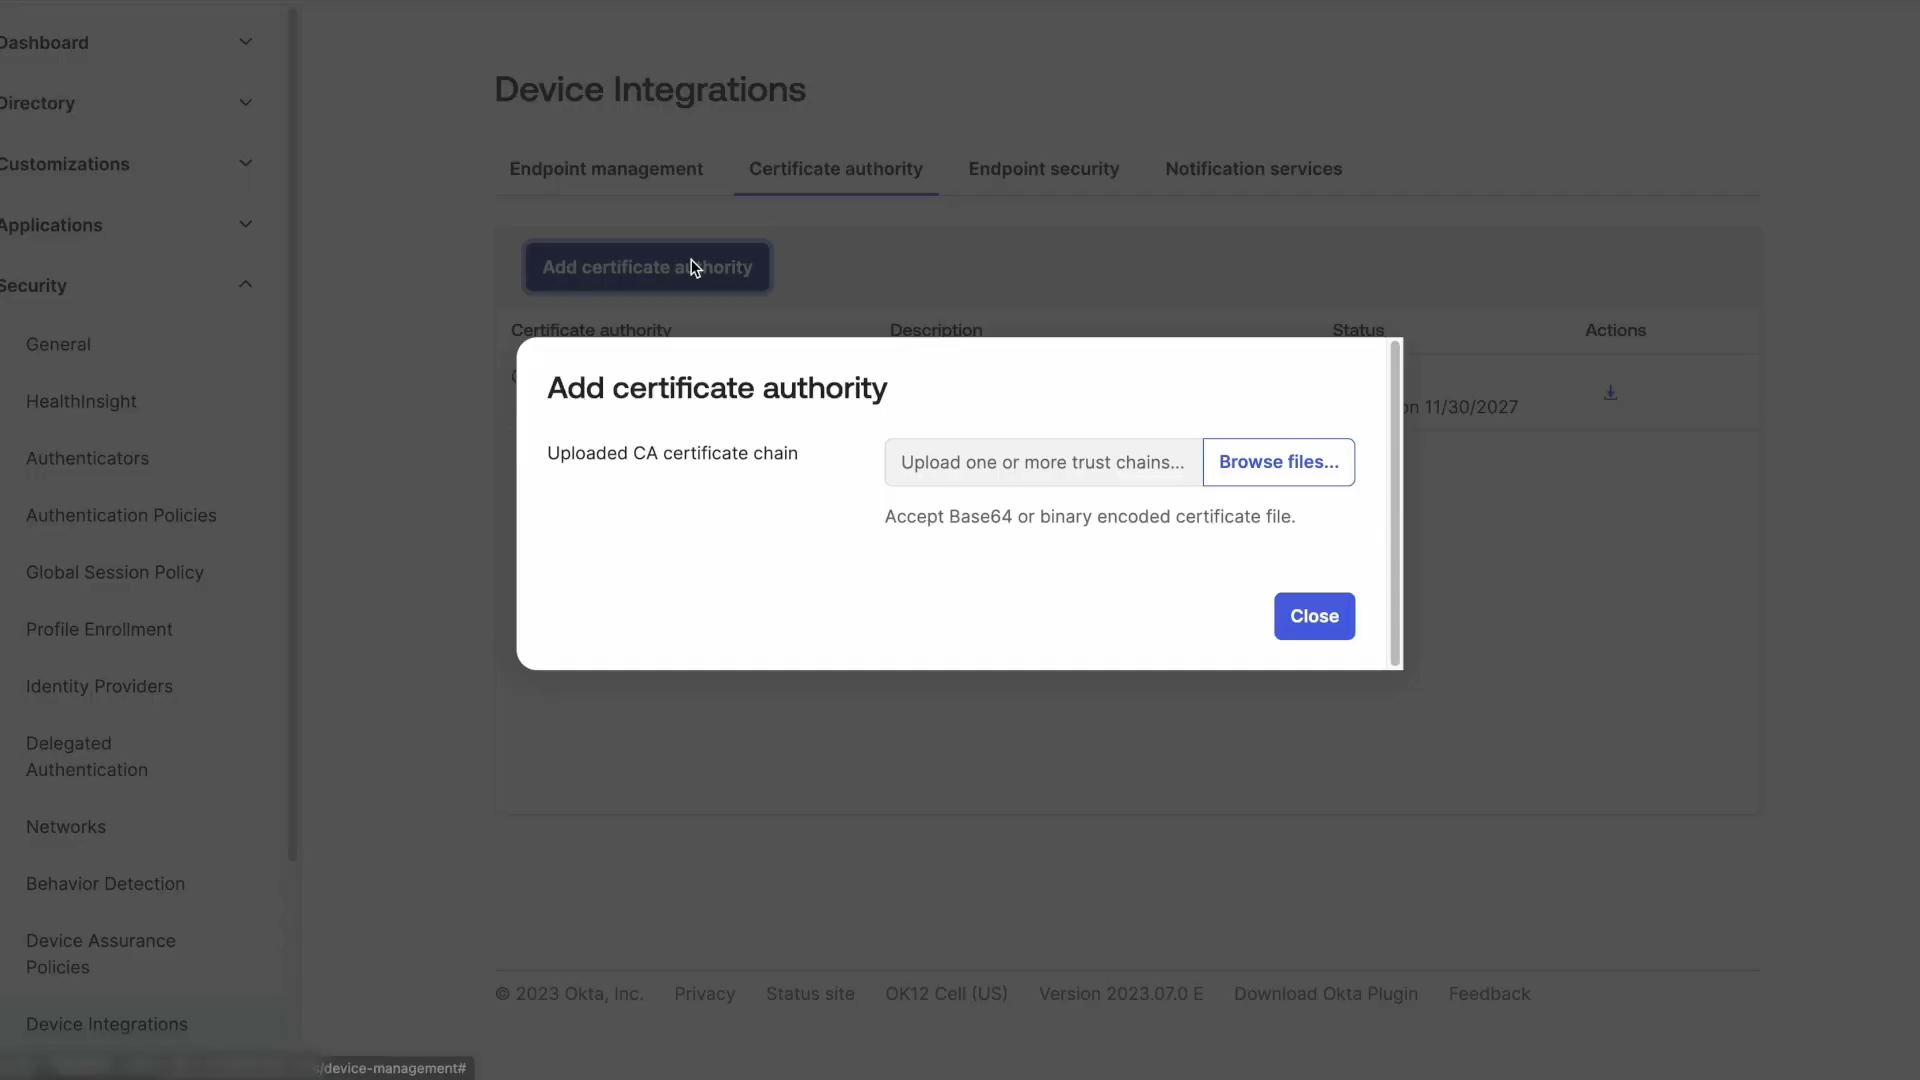 Dashboard
Directory
Customizations
Applications
Security
General
HealthInsight
Authenticators
Authentication Policies
Global Session Policy
Profile Enrollment
Identity Providers
Delegated
Authentication
Networks
Behavior Detection
Device Assurance
Policies
Device Integrations
/device-management#
Device Integrations
Endpoint management Certificate authority Endpoint security Notification services
Add certificate authority
Certificate authority Description Status Actions
on 11/30/2027
Add certificate authority
Uploaded CA certificate chain
Upload one or more trust chains... Browse files...
Accept Base64 or binary encoded certificate file.
Close
© 2023 Okta, Inc. Privacy Status site OK12 Cell (US) Version 2023.07.0 E Download Okta Plugin Feedback